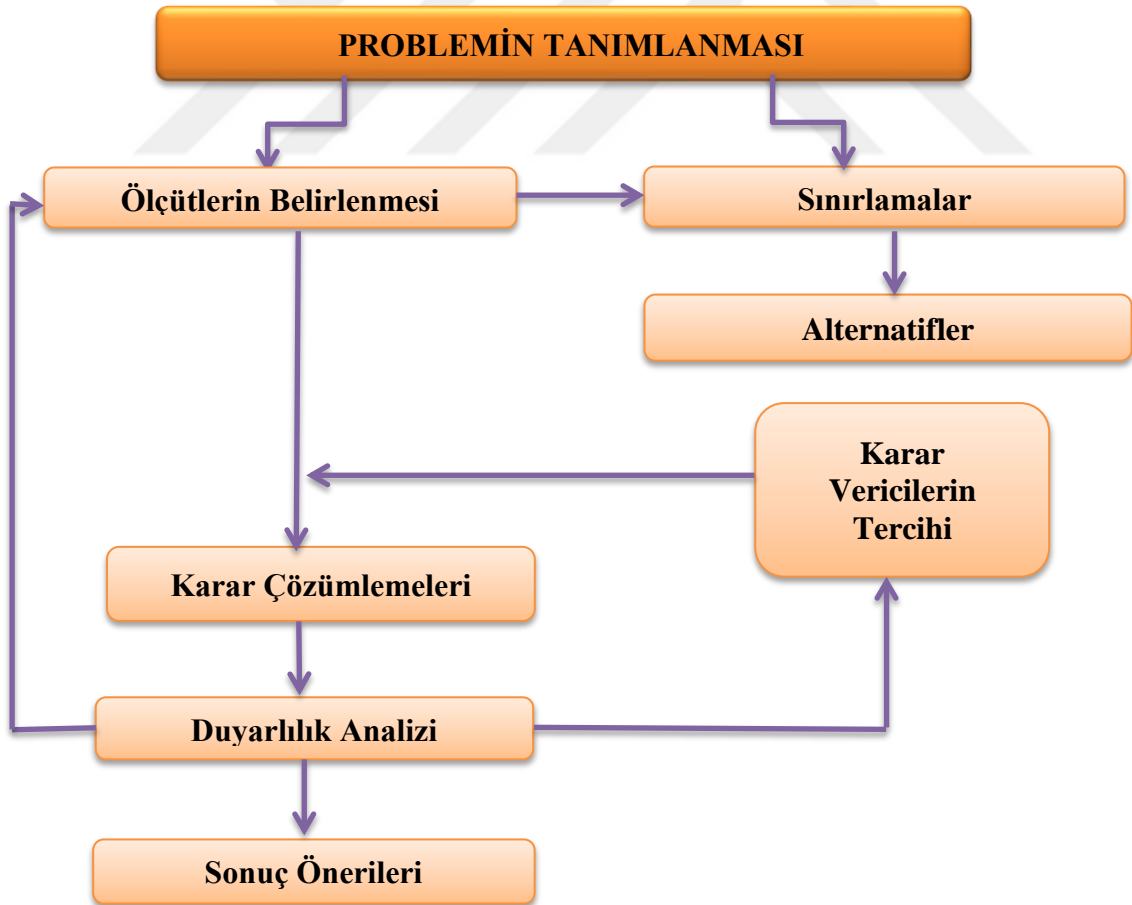 PROBLEMİN TANIMLANMASI
Ölçütlerin Belirlenmesi
Sınırlamalar
Alternatifler
Karar
Vericilerin
Tercihi
Karar Çözümlemeleri
Duyarlılık Analizi
Sonuç Önerileri